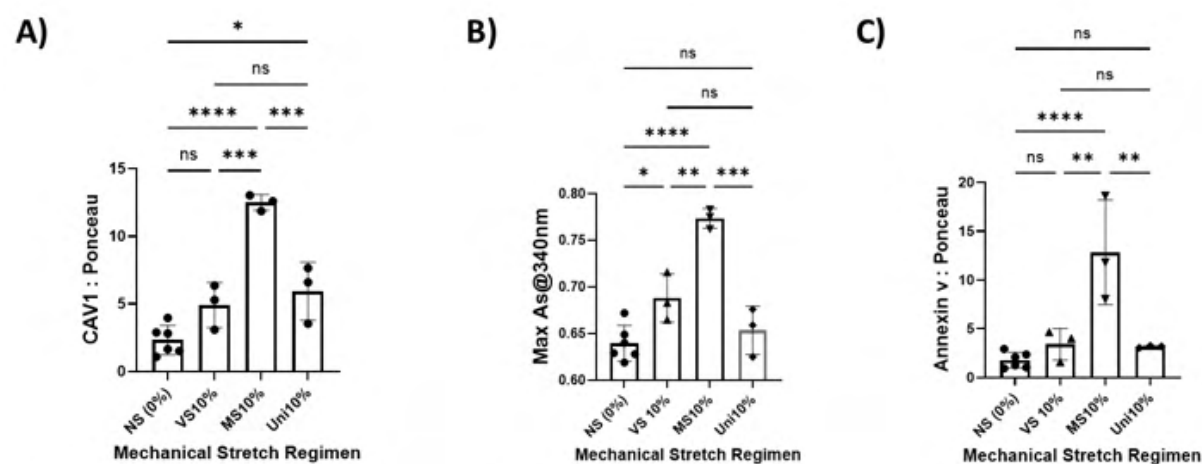 A)
*
ns
**** ***
ns ***
15
10
5
0
CAV1 : Ponceau
NS (0%) VS10% MS10% Uni10%
Mechanical Stretch Regimen
B)
ns
ns
****
* ** ***
0.80
0.75
0.70
0.65
0.60
Max As@340nm
NS (0%) VS 10% MS10% Uni10%
Mechanical Stretch Regimen
C)
ns
ns
****
ns ** **
20
15
10
5
0
Annexin v : Ponceau
NS (0%) VS10% MS10% Uni10%
Mechanical Stretch Regimen